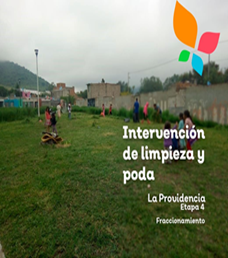 Intervención
de limpieza y
poda
La Providencia
Etapa 4
Fraccionamiento